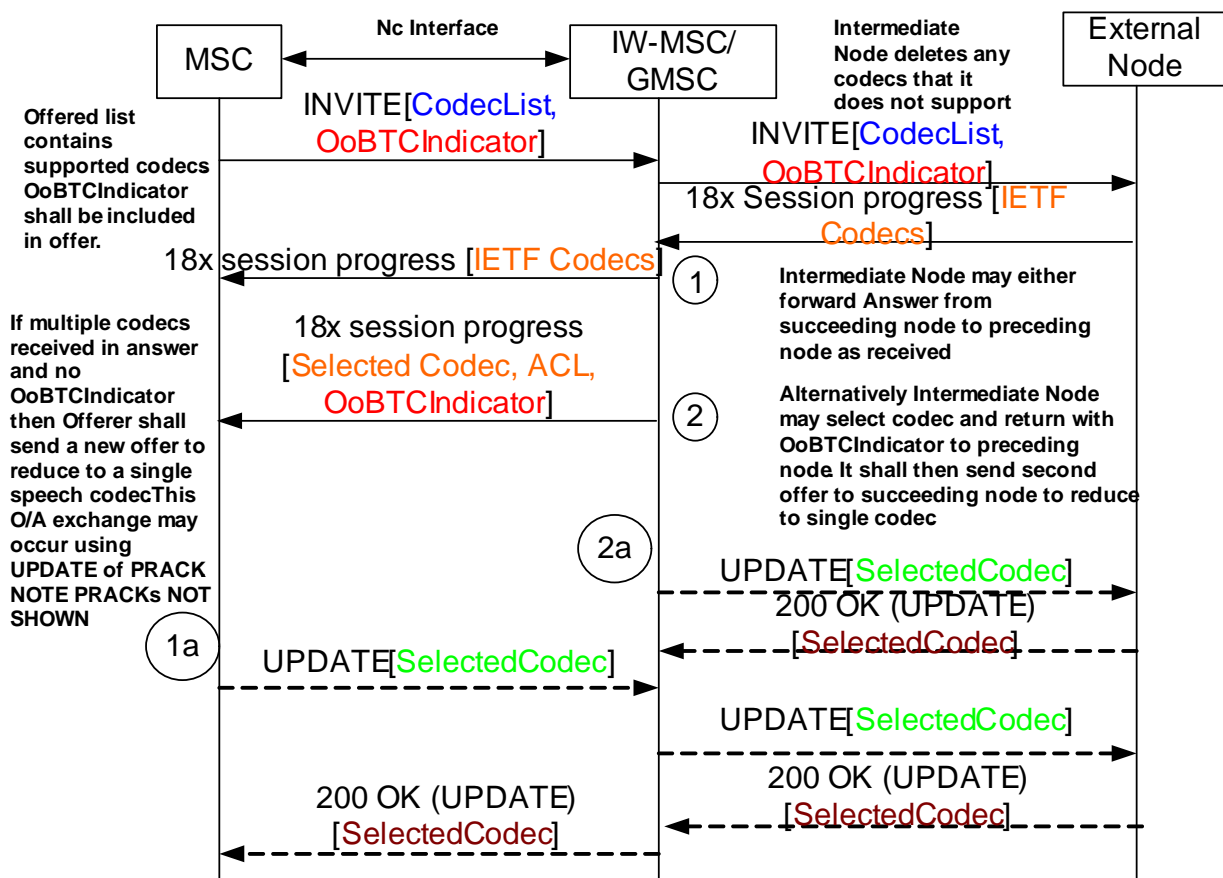 MSC
Nc Interface
IW-MSC/
GMSC
Intermediate
Node deletes any
codecs that it
does not support
External
Node
Offered list
contains
supported codecs
OoBTCIndicator
shall be included
in offer.
INVITE[CodecList,
OoBTCIndicator]
INVITE[CodecList,
OoBTCIndicator]
18x Session progress [IETF
Codecs]
18x session progress [IETF Codecs]
1
Intermediate Node may either
forward Answer from
succeeding node to preceding
node as received
If multiple codecs
received in answer
and no
OoBTCIndicator
then Offerer shall
send a new offer to
reduce to a single
speech codecThis
O/A exchange may
occur using
UPDATE of PRACK
NOTE PRACKs NOT
SHOWN
18x session progress
[Selected Codec, ACL,
OoBTCIndicator]
2
Alternatively Intermediate Node
may select codec and return with
OoBTCIndicator to preceding
node. It shall then send second
offer to succeeding node to reduce
to single codec
2a
UPDATE[SelectedCodec]
200 OK (UPDATE)
[SelectedCodec]
1a
UPDATE[SelectedCodec]
UPDATE[SelectedCodec]
200 OK (UPDATE)
[SelectedCodec]
200 OK (UPDATE)
[SelectedCodec]